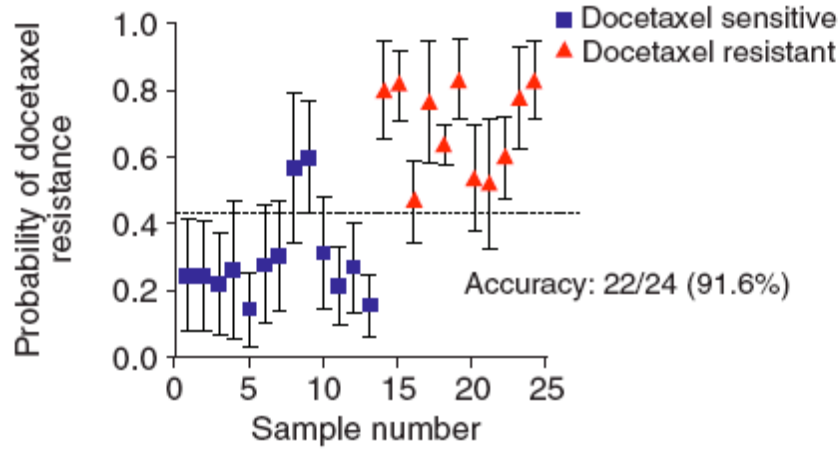 Docetaxel sensitive
Docetaxel resistant
Probability of docetaxel
resistance
1.0
0.8
0.6
0.4
0.2
0.0
Accuracy: 22/24 (91.6%)
0 5 10 15 20 25
Sample number